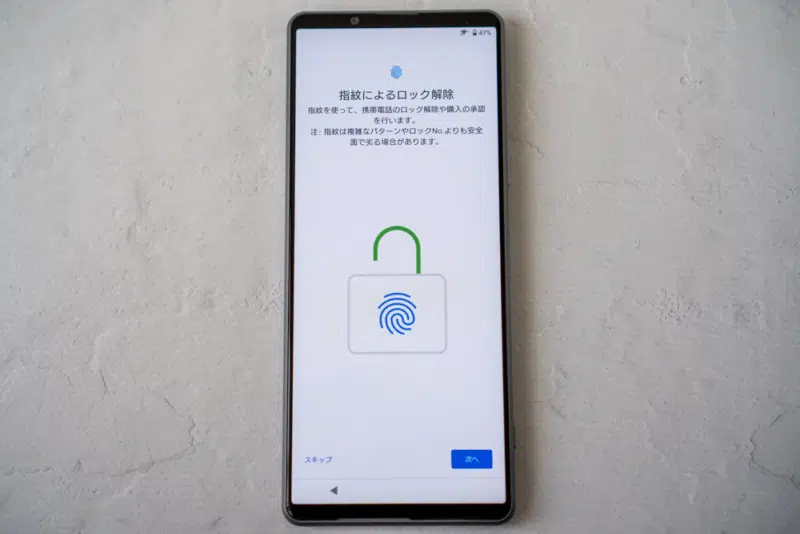 47%
指紋によるロック解除
指紋を使って、携帯電話のロック解除や購入の承認
を行います。
注: 指紋は複雑なパターンやロックNo.よりも安全
面で劣る場合があります。
スキップ
次へ